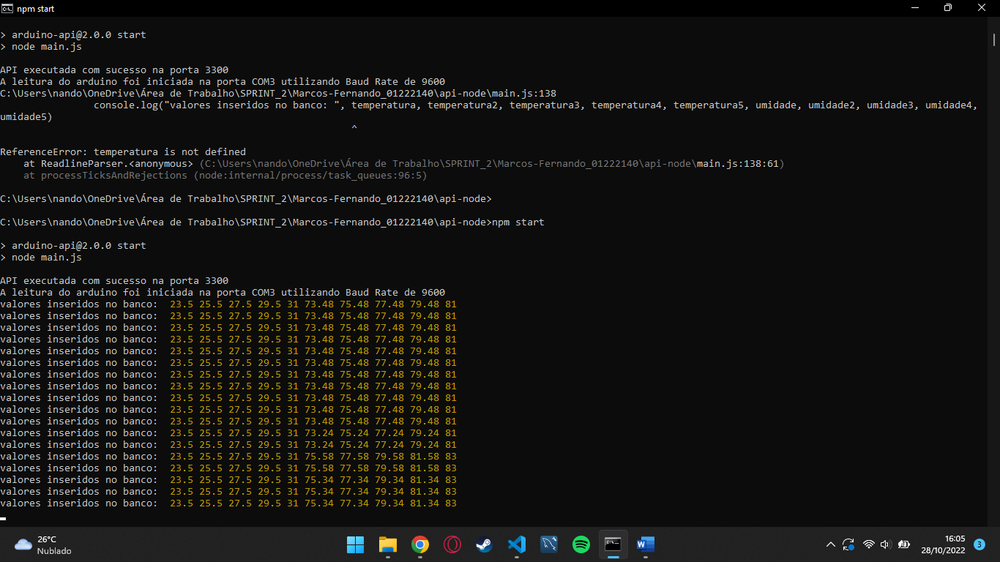 npm start
> arduino-api@2.0.0 start
> node main.js
API executada com sucesso na porta 3300
A leitura do arduino foi iniciada na porta COM3 utilizando Baud Rate de 9600
C:\Users\nando\OneDrive\Área de Trabalho\SPRINT_2\Marcos-Fernando_01222140\api-node\main.js:138
console.log("valores inseridos no banco: ", temperatura, temperatura2, temperatura3, temperatura4, temperatura5, umidade, umidade2, umidade3, umidade4,
umidade5)
^
ReferenceError: temperatura is not defined
at ReadlineParser.<anonymous> (C:\Users\nando\OneDrive\Área de Trabalho\SPRINT_2\Marcos-Fernando_01222140\api-node\main.js:138:61)
at processTicksAndRejections (node:internal/process/task_queues:96:5)
C:\Users\nando\OneDrive\Área de Trabalho\SPRINT_2\Marcos-Fernando_01222140\api-node>
C:\Users\nando\OneDrive\Área de Trabalho\SPRINT_2\Marcos-Fernando_01222140\api-node>npm start
> arduino-api@2.0.0 start
> node main.js
API executada com sucesso na porta 3300
A leitura do arduino foi iniciada na porta COM3 utilizando Baud Rate de 9600
valores inseridos no banco:  23.5 25.5 27.5 29.5 31 73.48 75.48 77.48 79.48 81
valores inseridos no banco:  23.5 25.5 27.5 29.5 31 73.48 75.48 77.48 79.48 81
valores inseridos no banco:  23.5 25.5 27.5 29.5 31 73.48 75.48 77.48 79.48 81
valores inseridos no banco:  23.5 25.5 27.5 29.5 31 73.48 75.48 77.48 79.48 81
valores inseridos no banco:  23.5 25.5 27.5 29.5 31 73.48 75.48 77.48 79.48 81
valores inseridos no banco:  23.5 25.5 27.5 29.5 31 73.48 75.48 77.48 79.48 81
valores inseridos no banco:  23.5 25.5 27.5 29.5 31 73.48 75.48 77.48 79.48 81
valores inseridos no banco:  23.5 25.5 27.5 29.5 31 73.48 75.48 77.48 79.48 81
valores inseridos no banco:  23.5 25.5 27.5 29.5 31 73.48 75.48 77.48 79.48 81
valores inseridos no banco:  23.5 25.5 27.5 29.5 31 73.48 75.48 77.48 79.48 81
valores inseridos no banco:  23.5 25.5 27.5 29.5 31 73.48 75.48 77.48 79.48 81
valores inseridos no banco:  23.5 25.5 27.5 29.5 31 73.24 75.24 77.24 79.24 81
valores inseridos no banco:  23.5 25.5 27.5 29.5 31 73.24 75.24 77.24 79.24 81
valores inseridos no banco:  23.5 25.5 27.5 29.5 31 75.58 77.58 79.58 81.58 83
valores inseridos no banco:  23.5 25.5 27.5 29.5 31 75.58 77.58 79.58 81.58 83
valores inseridos no banco:  23.5 25.5 27.5 29.5 31 75.34 77.34 79.34 81.34 83
valores inseridos no banco:  23.5 25.5 27.5 29.5 31 75.34 77.34 79.34 81.34 83
valores inseridos no banco:  23.5 25.5 27.5 29.5 31 75.34 77.34 79.34 81.34 83
26°C
Nublado
16:05
28/10/2022
3